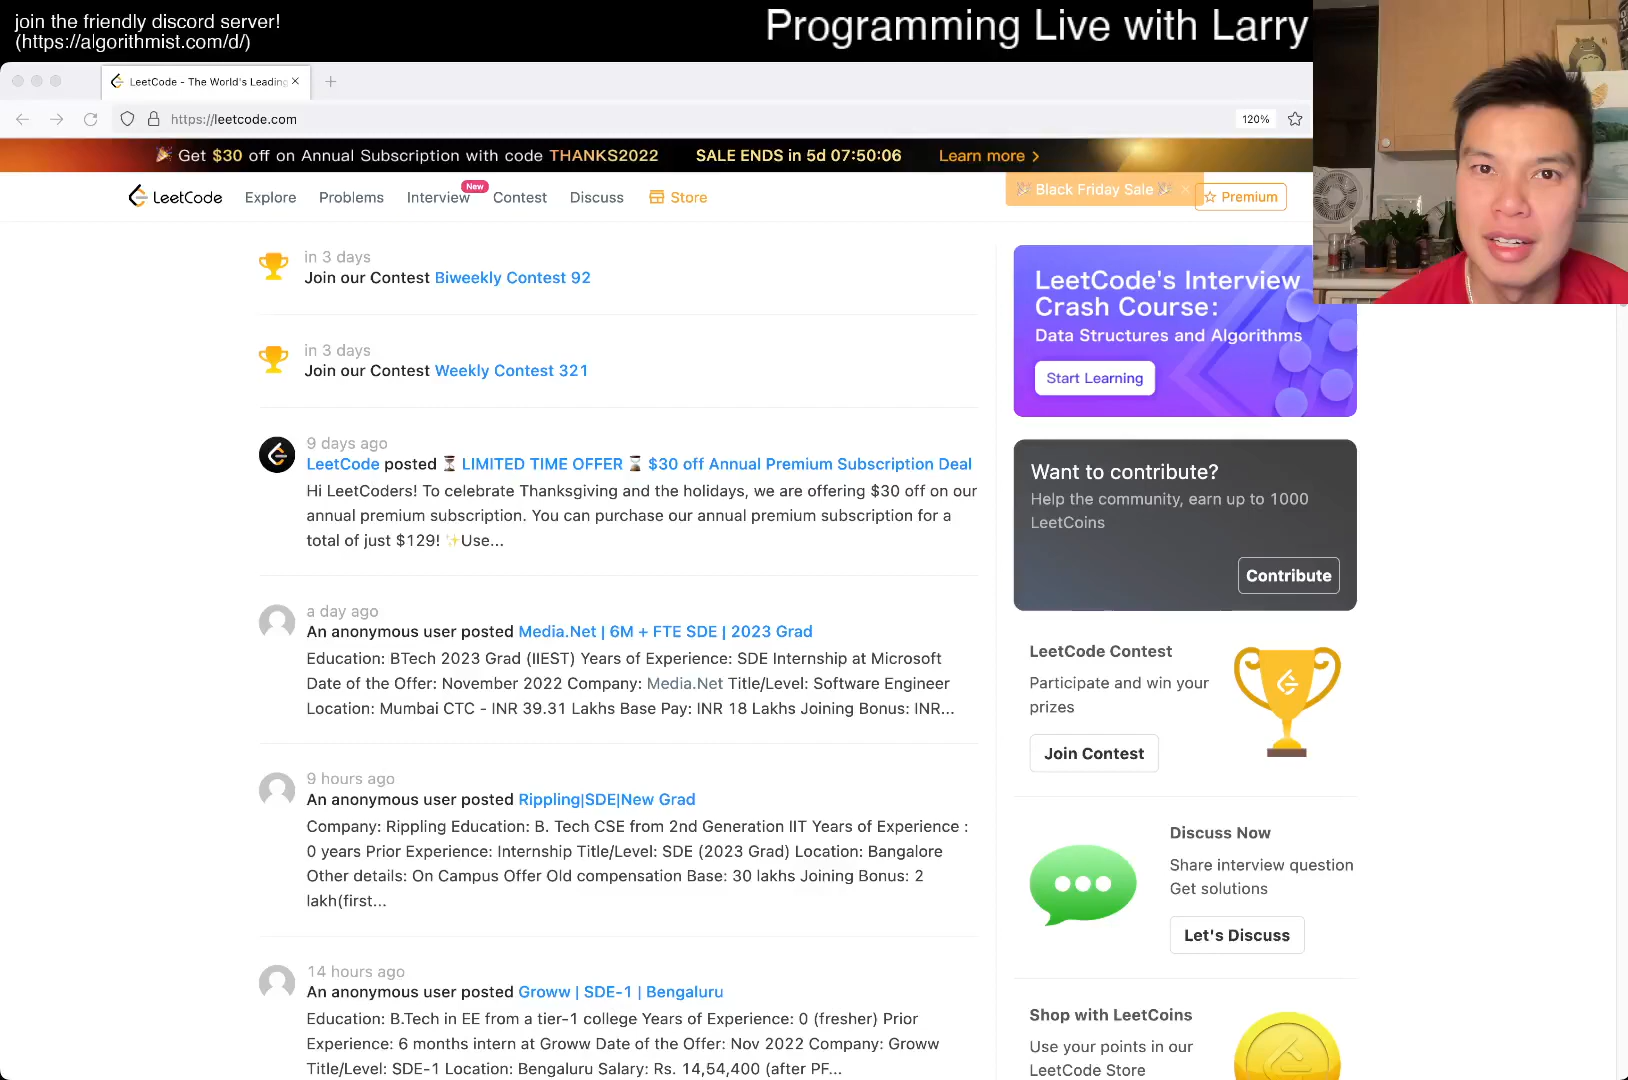 join the friendly discord server!
(https://algorithmist.com/d/)
Programming Live with Larry
LeetCode - The World's Leading
https://leetcode.com
120%
Get $30 off on Annual Subscription with code THANKS2022 SALE ENDS in 5d 07:50:06 Learn more >
LeetCode Explore Problems Interview New Contest Discuss Store
Black Friday Sale ×
Premium
in 3 days
Join our Contest Biweekly Contest 92
in 3 days
Join our Contest Weekly Contest 321
9 days ago
LeetCode posted ⏳ LIMITED TIME OFFER ⏳ $30 off Annual Premium Subscription Deal
Hi LeetCoders! To celebrate Thanksgiving and the holidays, we are offering $30 off on our
annual premium subscription. You can purchase our annual premium subscription for a
total of just $129! ✨Use...
a day ago
An anonymous user posted Media.Net | 6M + FTE SDE | 2023 Grad
Education: BTech 2023 Grad (IIEST) Years of Experience: SDE Internship at Microsoft
Date of the Offer: November 2022 Company: Media.Net Title/Level: Software Engineer
Location: Mumbai CTC - INR 39.31 Lakhs Base Pay: INR 18 Lakhs Joining Bonus: INR...
9 hours ago
An anonymous user posted Rippling|SDE|New Grad
Company: Rippling Education: B. Tech CSE from 2nd Generation IIT Years of Experience :
0 years Prior Experience: Internship Title/Level: SDE (2023 Grad) Location: Bangalore
Other details: On Campus Offer Old compensation Base: 30 lakhs Joining Bonus: 2
lakh(first...
14 hours ago
An anonymous user posted Groww | SDE-1 | Bengaluru
Education: B.Tech in EE from a tier-1 college Years of Experience: 0 (fresher) Prior
Experience: 6 months intern at Groww Date of the Offer: Nov 2022 Company: Groww
Title/Level: SDE-1 Location: Bengaluru Salary: Rs. 14,54,400 (after PF...
LeetCode's Interview
Crash Course:
Data Structures and Algorithms
Start Learning
Want to contribute?
Help the community, earn up to 1000
LeetCoins
Contribute
LeetCode Contest
Participate and win your
prizes
Join Contest
Discuss Now
Share interview question
Get solutions
Let's Discuss
Shop with LeetCoins
Use your points in our
LeetCode Store